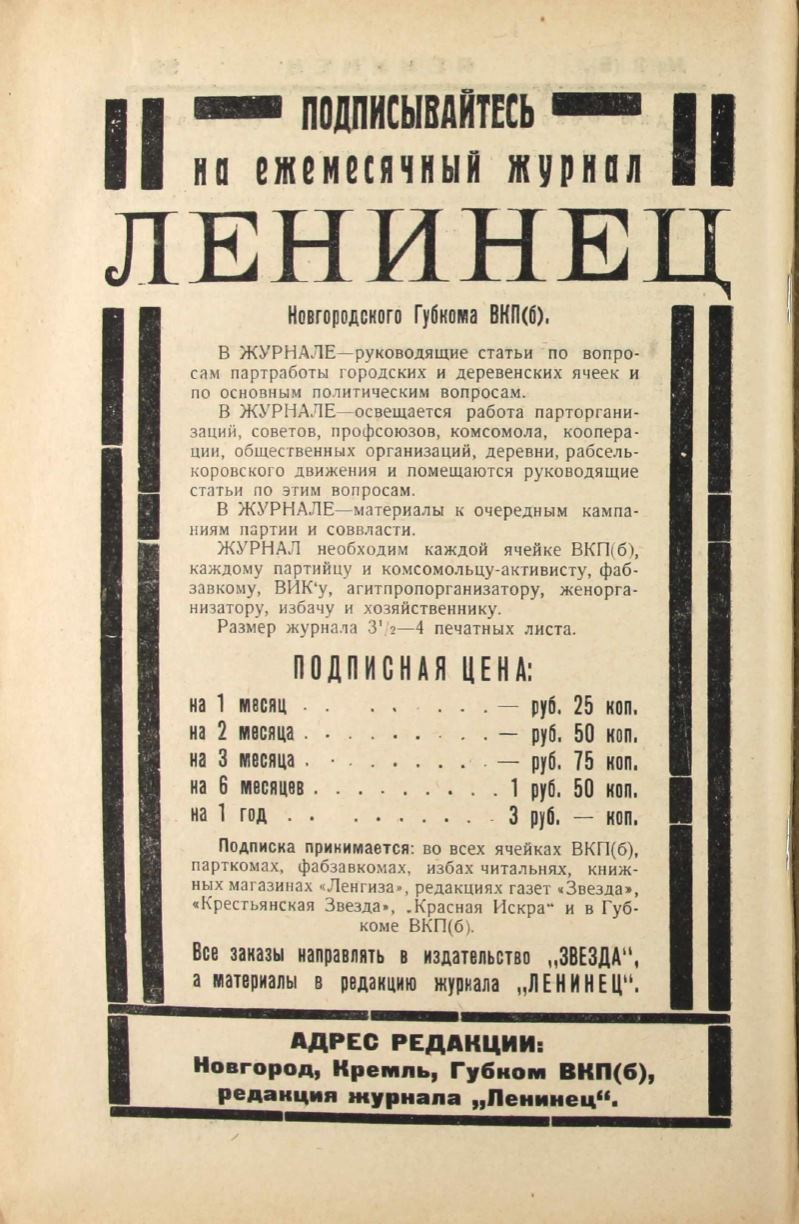 ПОДПИСЫВАЙТЕСЬ
на ежемесячный журнал
ЛЕНИНЕЦ
Новгородского Губкома ВКП(б).
В ЖУРНАЛЕ—руководящие статьи по вопро-
сам партработы городских и деревенских ячеек и
по основным политическим вопросам.
В ЖУРНАЛЕ—освещается работа парторгани-
заций, советов, профсоюзов, комсомола, коопера-
ции, общественных организаций, деревни, рабсель-
коровского движения и помещаются руководящие
статьи по этим вопросам.
В ЖУРНАЛЕ—материалы к очередным кампа-
ниям партии и соввласти.
ЖУРНАЛ необходим каждой ячейке ВКП(б),
каждому партийцу и комсомольцу-активисту, фаб-
завкому, ВИК‘у, агитпропорганизатору, женорга-
низатору, избачу и хозяйственнику.
Размер журнала 3¹/₂—4 печатных листа.
ПОДПИСНАЯ ЦЕНА:
на 1 месяц . . . . . . . . — руб. 25 коп.
на 2 месяца . . . . . . . . . — руб. 50 коп.
на 3 месяца . . . . . . . . . — руб. 75 коп.
на 6 месяцев . . . . . . . . . 1 руб. 50 коп.
на 1 год . . . . . . . . . . 3 руб. — коп.
Подписка принимается: во всех ячейках ВКП(б),
парткомах, фабзавкомах, избах читальнях, книж-
ных магазинах «Ленгиза», редакциях газет «Звезда»,
«Крестьянская Звезда», „Красная Искра“ и в Губ-
коме ВКП(б).
Все заказы направлять в издательство „ЗВЕЗДА“,
а материалы в редакцию журнала „ЛЕНИНЕЦ“.
АДРЕС РЕДАКЦИИ:
Новгород, Кремль, Губком ВКП(б),
редакция журнала „Ленинец“.